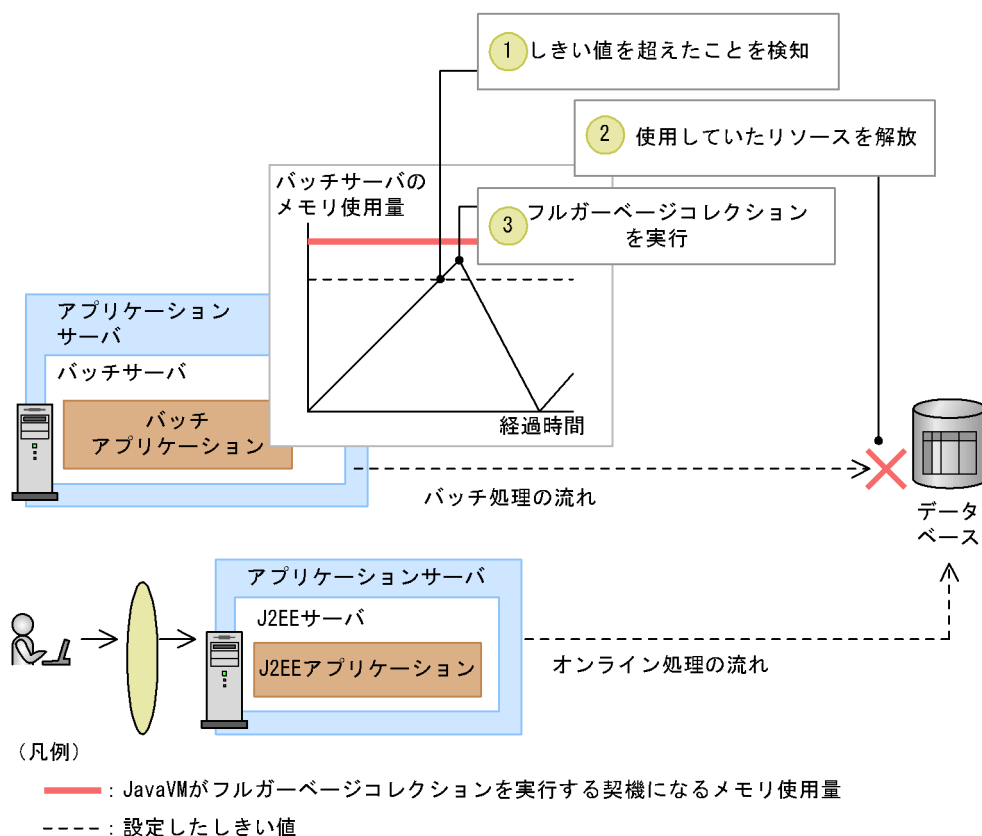 1 しきい値を超えたことを検知
2 使用していたリソースを解放
バッチサーバの
メモリ使用量
3 フルガーベージコレクション
を実行
アプリケーション
サーバ
バッチサーバ
バッチ
アプリケーション
経過時間
バッチ処理の流れ
データ
ベース
アプリケーションサーバ
J2EEサーバ
J2EEアプリケーション
オンライン処理の流れ
(凡例)
: JavaVMがフルガーベージコレクションを実行する契機になるメモリ使用量
: 設定したしきい値